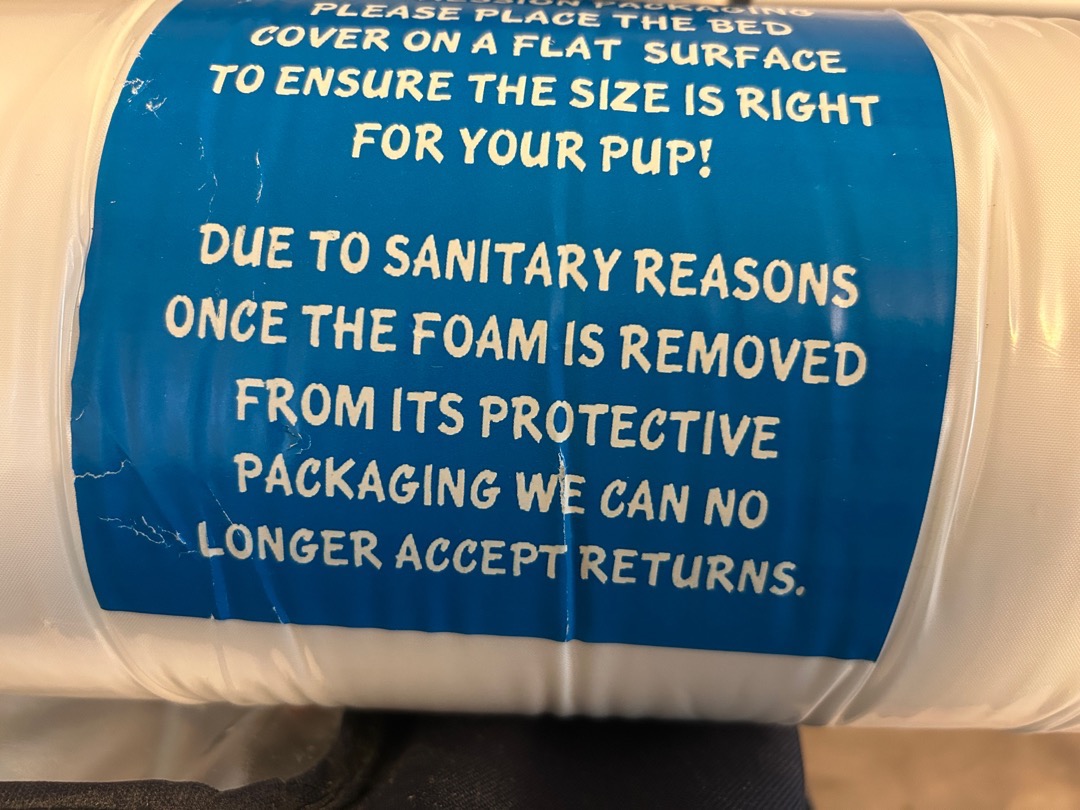 PACKAGING
PLEASE PLACE THE BED
COVER ON A FLAT SURFACE
TO ENSURE THE SIZE IS RIGHT
FOR YOUR PUP!
DUE TO SANITARY REASONS
ONCE THE FOAM IS REMOVED
FROM ITS PROTECTIVE
PACKAGING WE CAN NO
LONGER ACCEPT RETURNS.